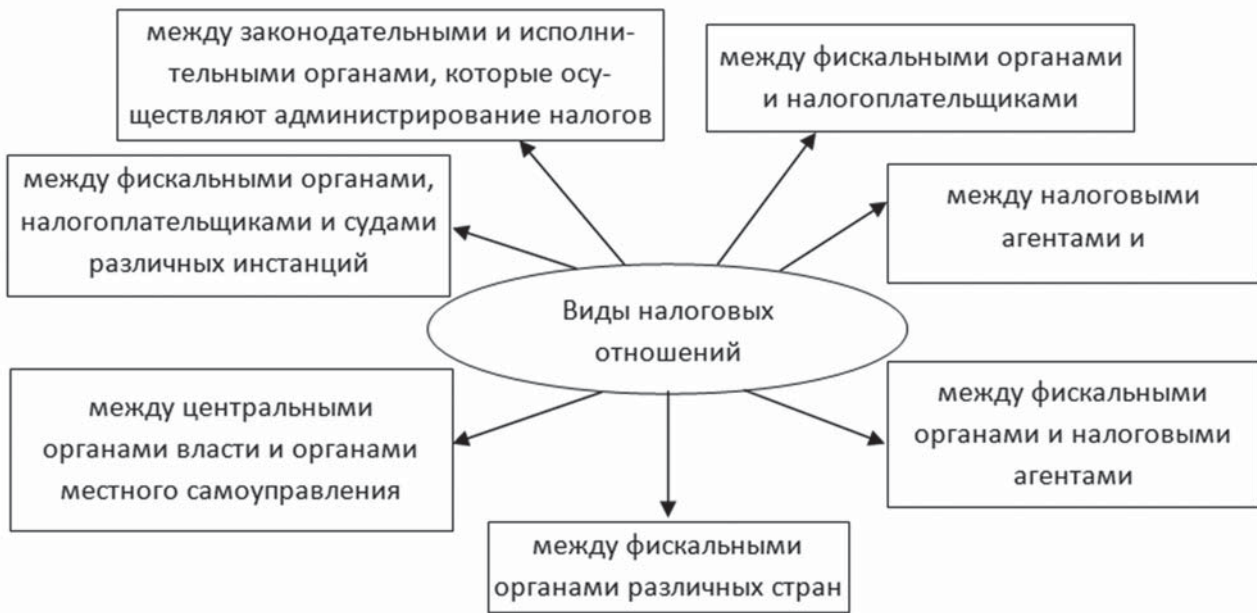 между законодательными и исполни-
тельными органами, которые осу-
ществляют администрирование налогов
между фискальными органами
и налогоплательщиками
между фискальными органами,
налогоплательщиками и судами
различных инстанций
между налоговыми
агентами и
Виды налоговых
отношений
между центральными
органами власти и органами
местного самоуправления
между фискальными
органами и налоговыми
агентами
между фискальными
органами различных стран